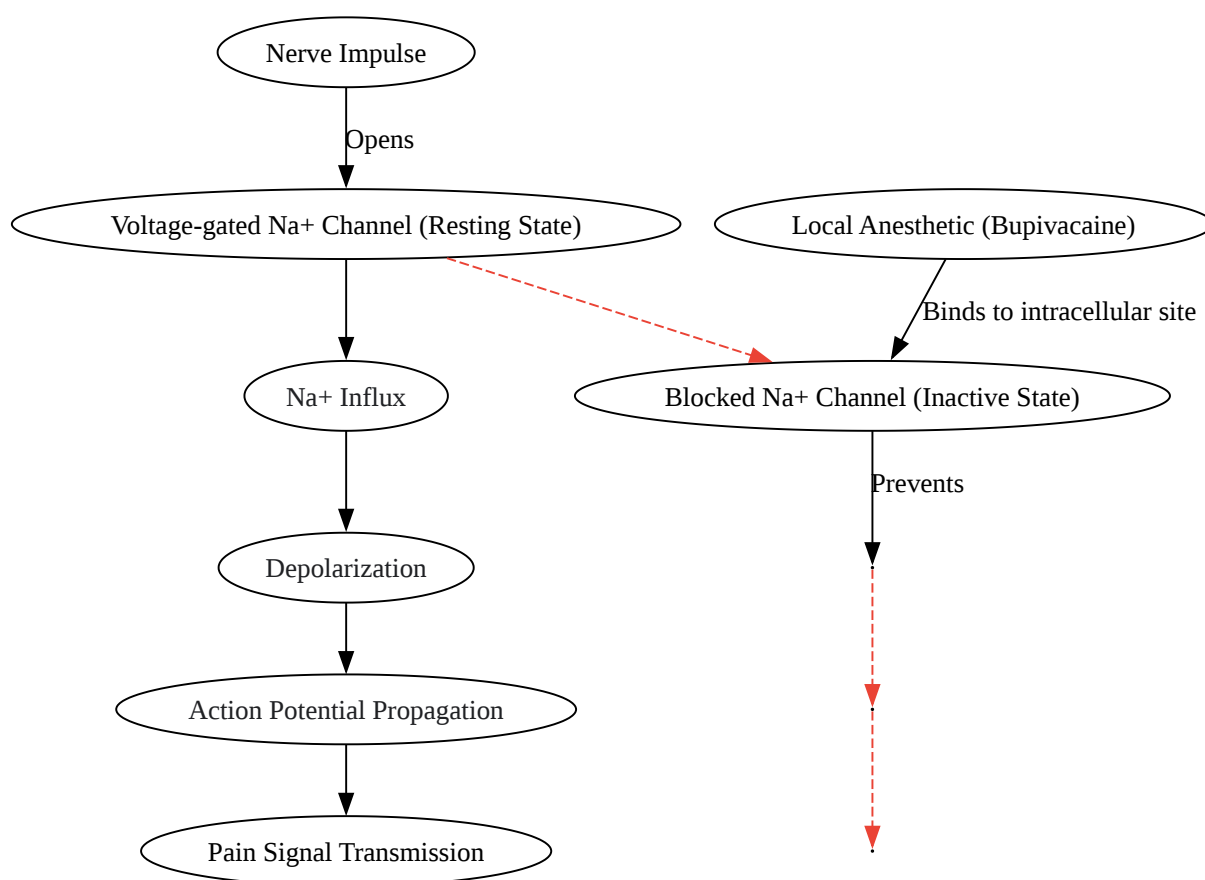 Nerve Impulse
Opens
Voltage-gated Na+ Channel (Resting State)
Local Anesthetic (Bupivacaine)
Binds to intracellular site
Na+ Influx
Blocked Na+ Channel (Inactive State)
Prevents
Depolarization
Action Potential Propagation
Pain Signal Transmission